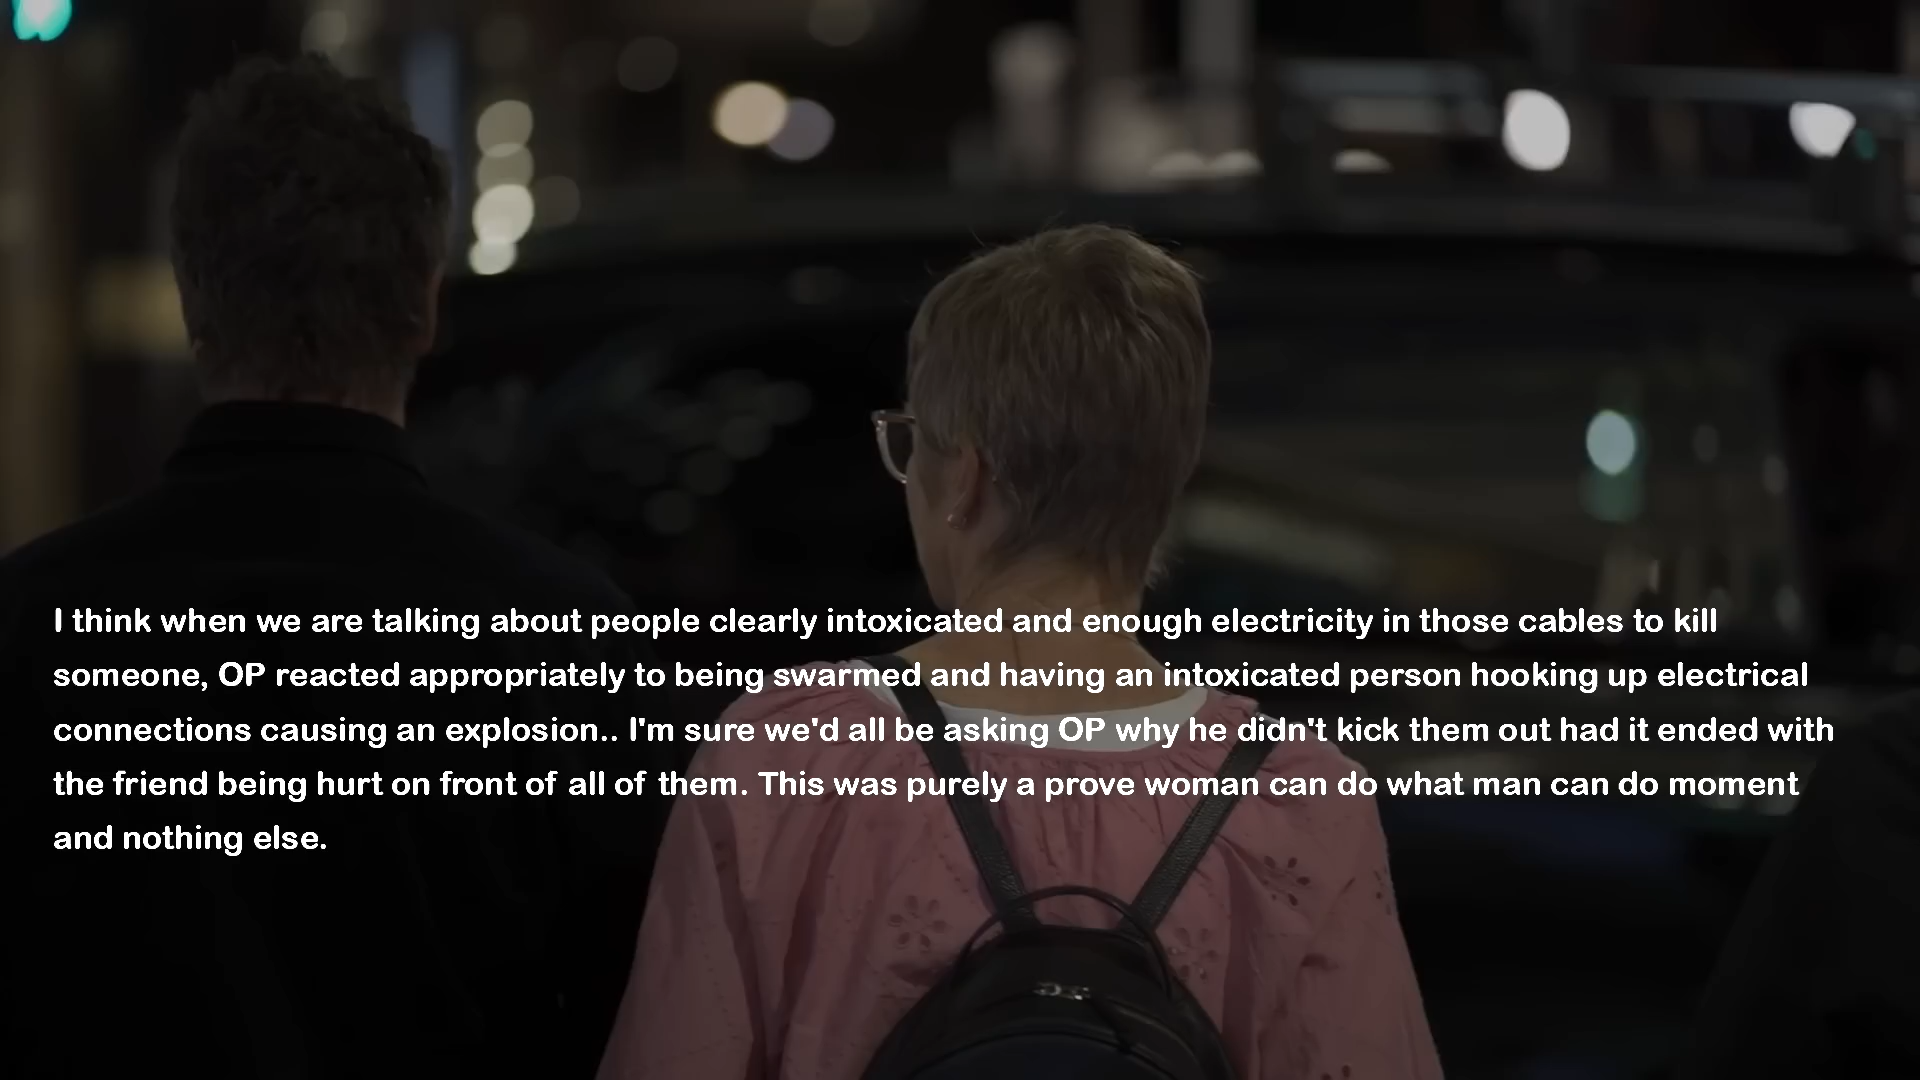 I think when we are talking about people clearly intoxicated and enough electricity in those cables to kill
someone, OP reacted appropriately to being swarmed and having an intoxicated person hooking up electrical
connections causing an explosion.. I'm sure we'd all be asking OP why he didn't kick them out had it ended with
the friend being hurt on front of all of them. This was purely a prove woman can do what man can do moment
and nothing else.